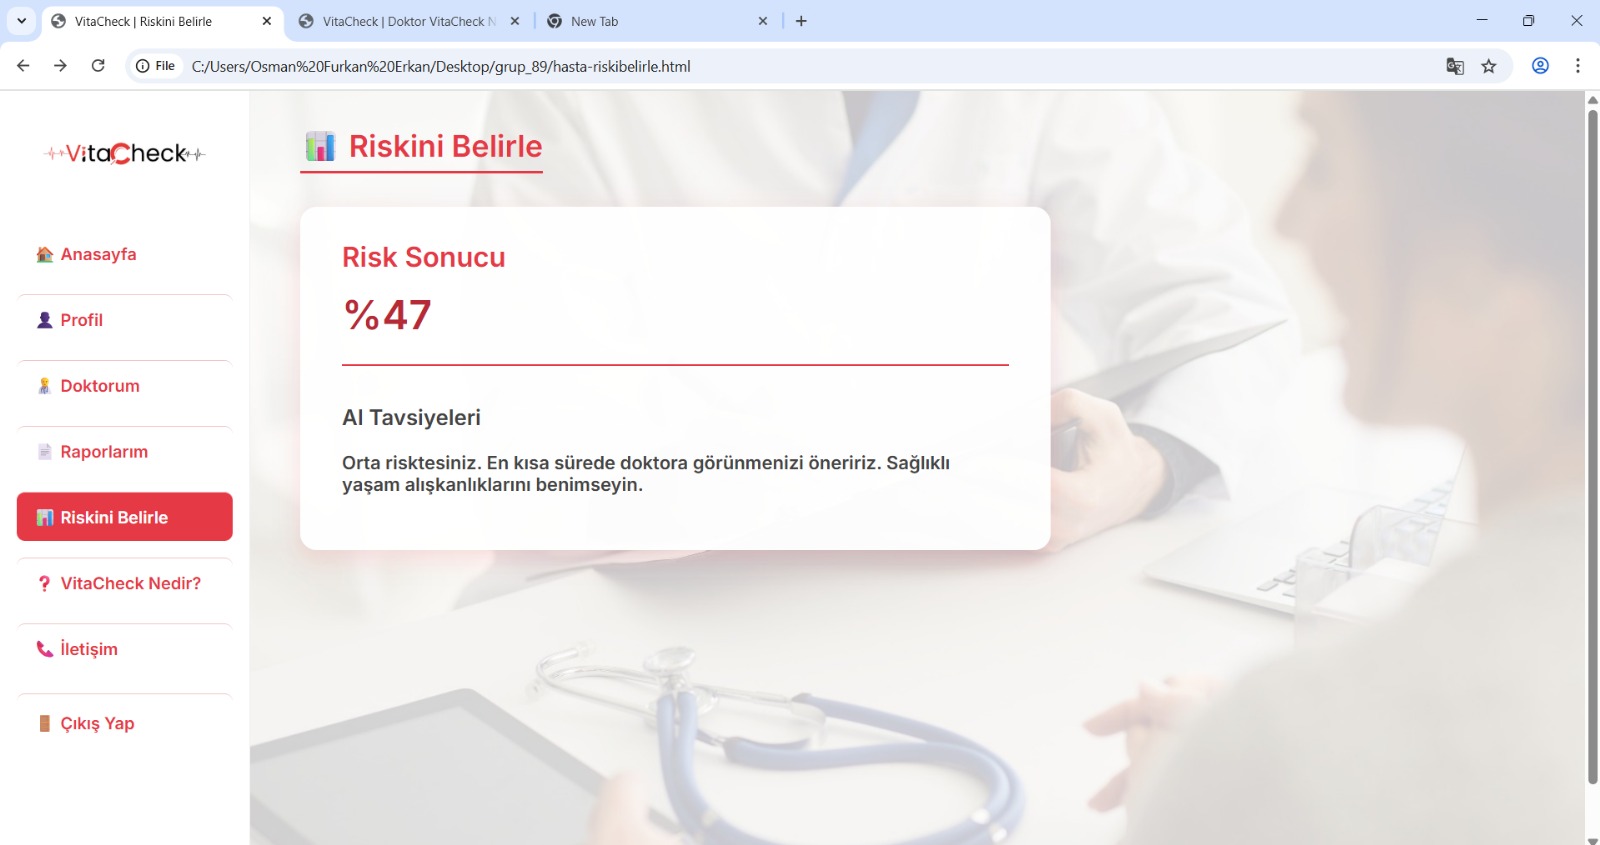 VitaCheck | Riskini Belirle
VitaCheck | Doktor VitaCheck N
New Tab
File
C:/Users/Osman%20Furkan%20Erkan/Desktop/grup_89/hasta-riskibelirle.html
VitaCheck
Anasayfa
Profil
Doktorum
Raporlarım
Riskini Belirle
VitaCheck Nedir?
İletişim
Çıkış Yap
Riskini Belirle
Risk Sonucu
%47
AI Tavsiyeleri
Orta risktesiniz. En kısa sürede doktora görünmenizi öneririz. Sağlıklı
yaşam alışkanlıklarını benimseyin.